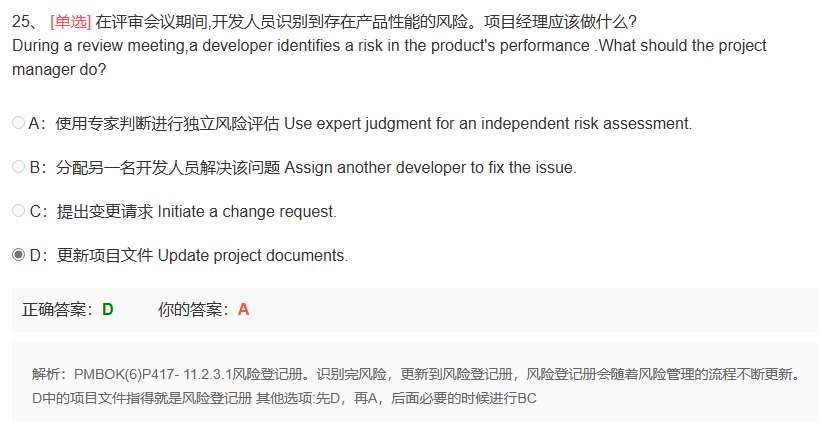 25、 [单选] 在评审会议期间,开发人员识别到存在产品性能的风险。项目经理应该做什么?
During a review meeting,a developer identifies a risk in the product's performance .What should the project
manager do?
A：使用专家判断进行独立风险评估 Use expert judgment for an independent risk assessment.
B：分配另一名开发人员解决该问题 Assign another developer to fix the issue.
C：提出变更请求 Initiate a change request.
D：更新项目文件 Update project documents.
正确答案：D 你的答案：A
解析：PMBOK(6)P417- 11.2.3.1风险登记册。识别完风险，更新到风险登记册，风险登记册会随着风险管理的流程不断更新。
D中的项目文件指得就是风险登记册 其他选项:先D，再A，后面必要的时候进行BC